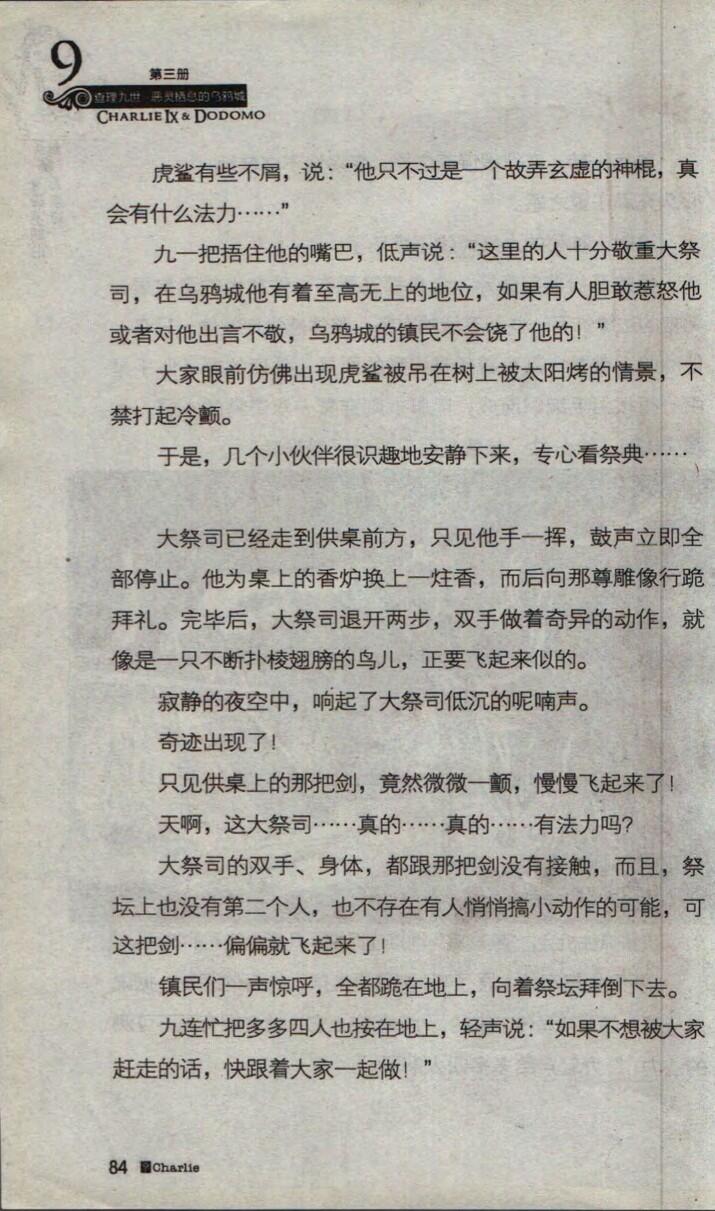 9
第三册
查理九世·恶灵栖息的乌鸦城
CHARLIE IX & DODOMO
虎鲨有些不屑，说：“他只不过是一个故弄玄虚的神棍，真
会有什么法力……”
九一把捂住他的嘴巴，低声说：“这里的人十分敬重大祭
司，在乌鸦城他有着至高无上的地位，如果有人胆敢惹怒他
或者对他出言不敬，乌鸦城的镇民不会饶了他的！”
大家眼前仿佛出现虎鲨被吊在树上被太阳烤的情景，不
禁打起冷颤。
于是，几个小伙伴很识趣地安静下来，专心看祭典……
大祭司已经走到供桌前方，只见他手一挥，鼓声立即全
部停止。他为桌上的香炉换上一炷香，而后向那尊雕像行跪
拜礼。完毕后，大祭司退开两步，双手做着奇异的动作，就
像是一只不断扑棱翅膀的鸟儿，正要飞起来似的。
寂静的夜空中，响起了大祭司低沉的呢喃声。
奇迹出现了！
只见供桌上的那把剑，竟然微微一颤，慢慢飞起来了！
天啊，这大祭司……真的……真的……有法力吗？
大祭司的双手、身体，都跟那把剑没有接触，而且，祭
坛上也没有第二个人，也不存在有人悄悄搞小动作的可能，可
这把剑……偏偏就飞起来了！
镇民们一声惊呼，全都跪在地上，向着祭坛拜倒下去。
九连忙把多多四人也按在地上，轻声说：“如果不想被大家
赶走的话，快跟着大家一起做！”
84 Charlie